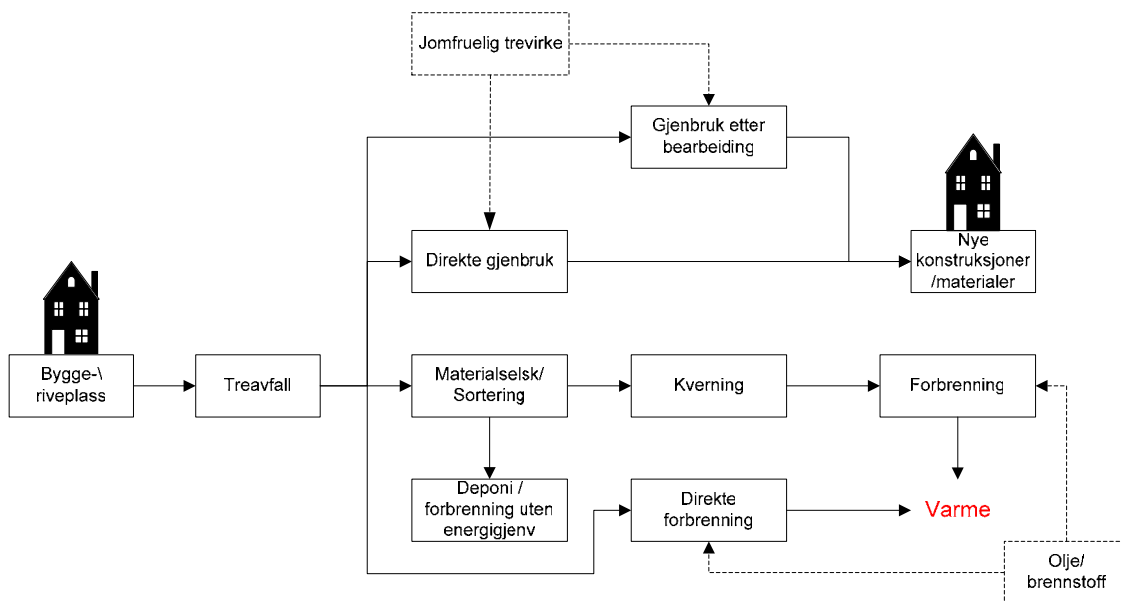 Jomfruelig trevirke
Gjenbruk etter
bearbeiding
Direkte gjenbruk
Nye
konstruksjoner
/materialer
Bygge-\
riveplass
Treavfall
Materialselsk/
Sortering
Kverning
Forbrenning
Deponi /
forbrenning uten
energigjenv
Direkte
forbrenning
Varme
Olje/
brennstoff